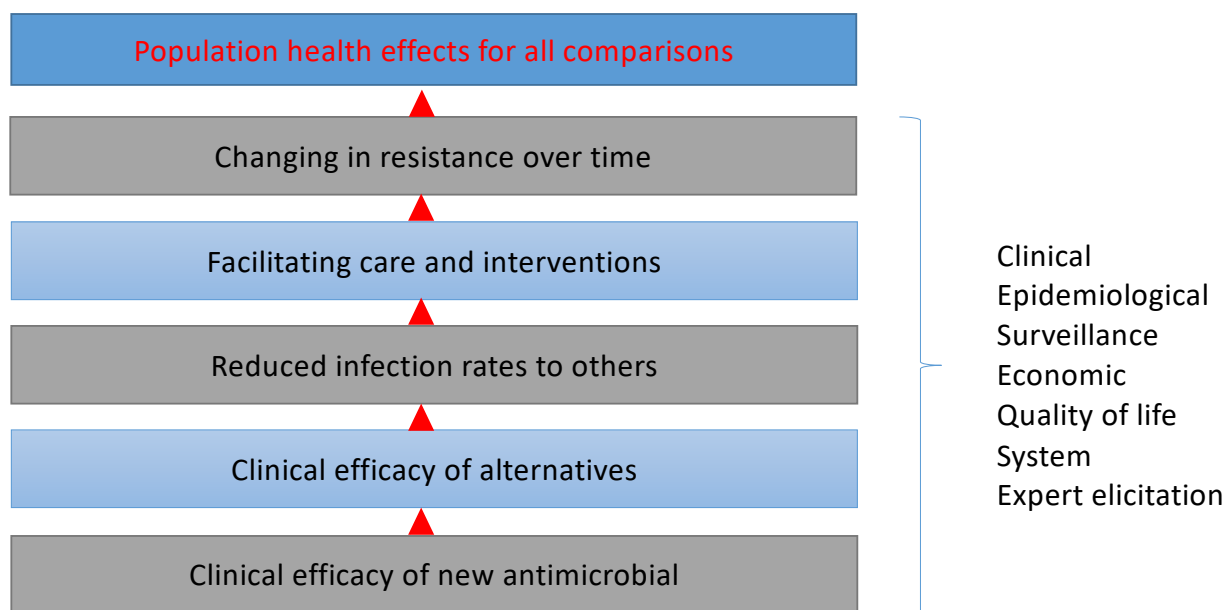 Population health effects for all comparisons
Changing in resistance over time
Facilitating care and interventions
Reduced infection rates to others
Clinical efficacy of alternatives
Clinical efficacy of new antimicrobial
Clinical
Epidemiological
Surveillance
Economic
Quality of life
System
Expert elicitation